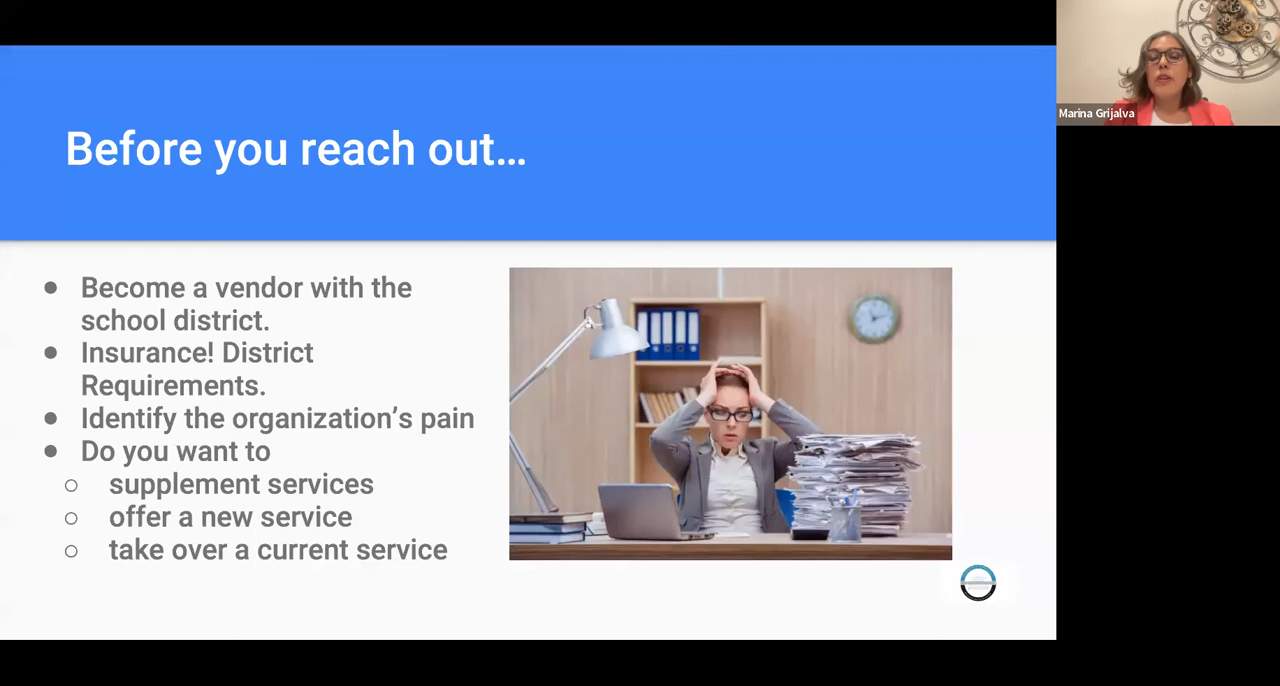 Before you reach out…
Marina Grijalva
● Become a vendor with the
school district.
● Insurance! District
Requirements.
● Identify the organization’s pain
● Do you want to
○ supplement services
○ offer a new service
○ take over a current service